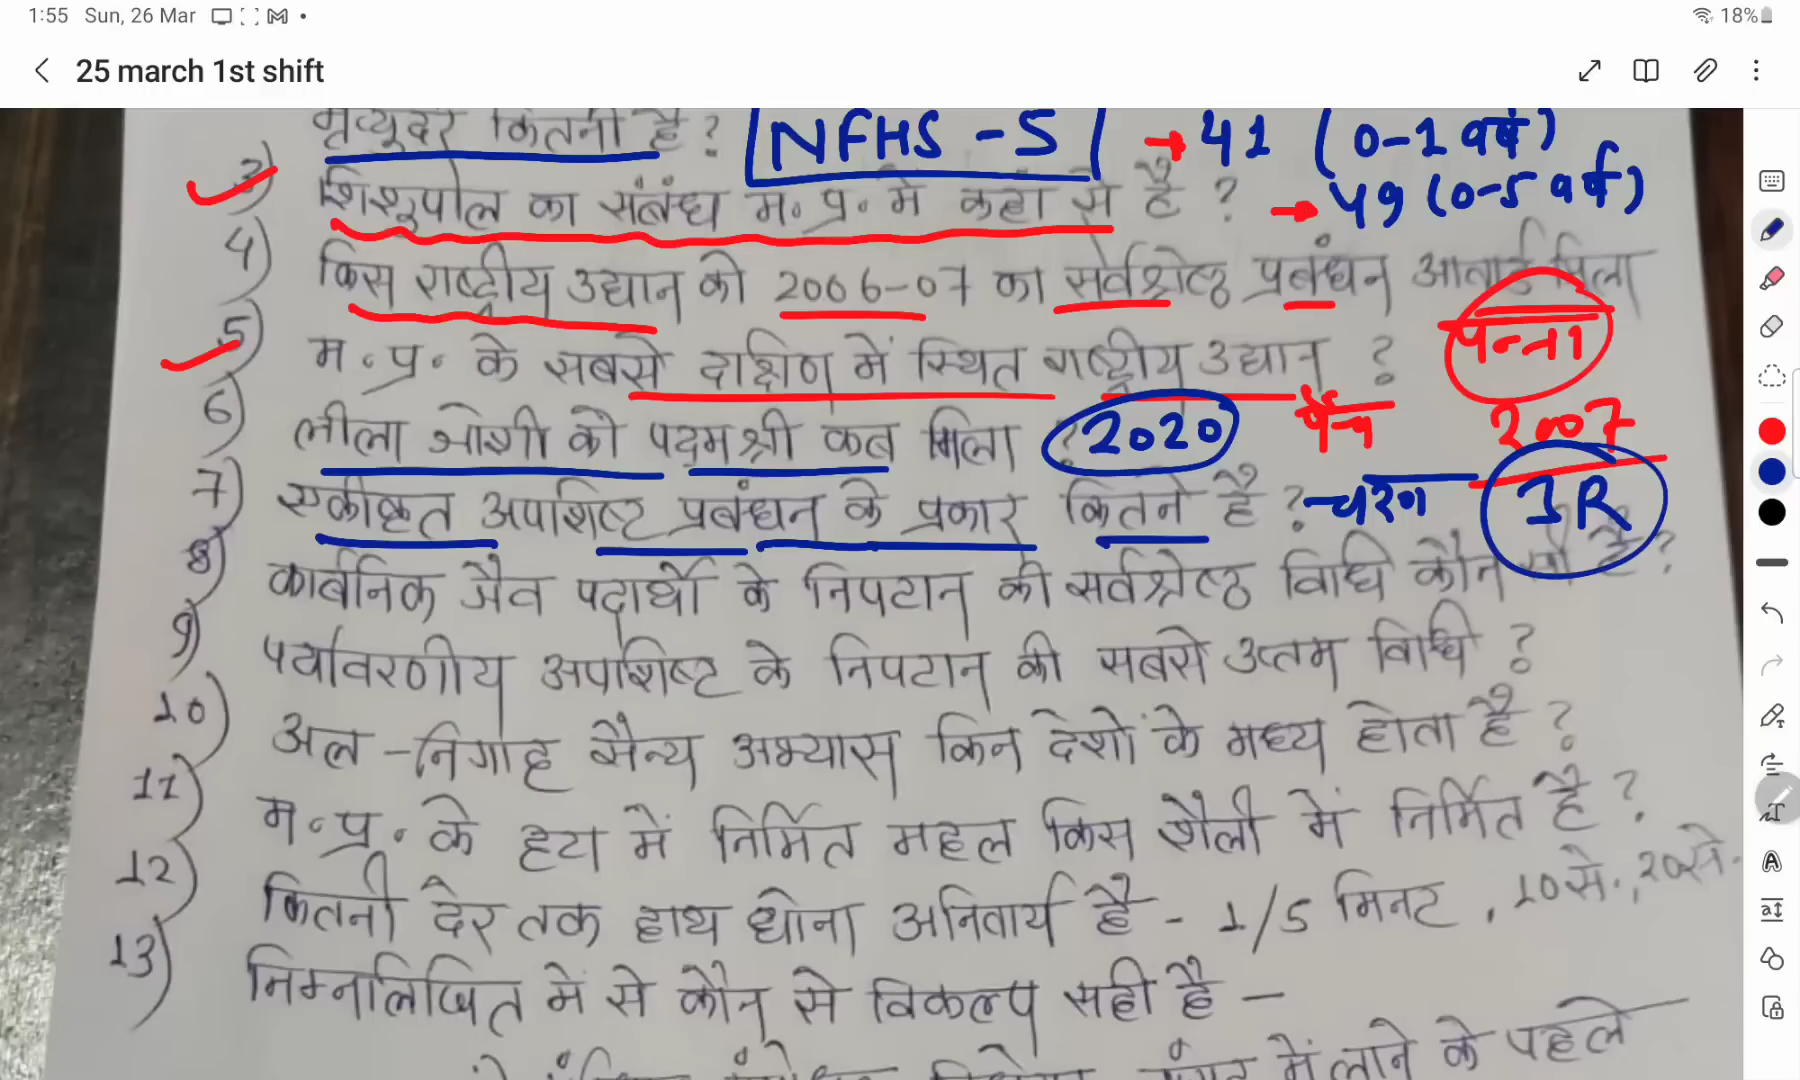 1:55 Sun, 26 Mar
18%
25 march 1st shift
मृत्युदर कितनी है ? NFHS - 5 → 41 (0-1 वर्ष)
→ 49 (0-5 वर्ष)
3) शिशुपाल का संबंध म. प्र. में कहां से है ?
4) किस राष्ट्रीय उद्यान को 2006-07 का सर्वश्रेष्ठ प्रबंधन आवार्ड मिला
पन्ना
5) म. प्र. के सबसे दक्षिण में स्थित राष्ट्रीय उद्यान ?
पेंच 2007
6) लीला जोशी को पद्मश्री कब मिला ? 2020
7) एकीकृत अपशिष्ट प्रबंधन के प्रकार कितने है ? - चरण
8) कार्बनिक जैव पदार्थो के निपटान की सर्वश्रेष्ठ विधि कौन सी है ?
9) पर्यावरणीय अपशिष्ट के निपटान की सबसे उत्तम विधि ?
10) अल - निगाह सैन्य अभ्यास किन देशों के मध्य होता है ?
11) म. प्र. के हटा में निर्मित महल किस शैली में निर्मित है ?
12) कितनी देर तक हाथ धोना अनिवार्य है - 1/5 मिनट, 10 से., 20 से.
13) निम्नलिखित में से कौन से विकल्प सही है -
में लाने के पहले